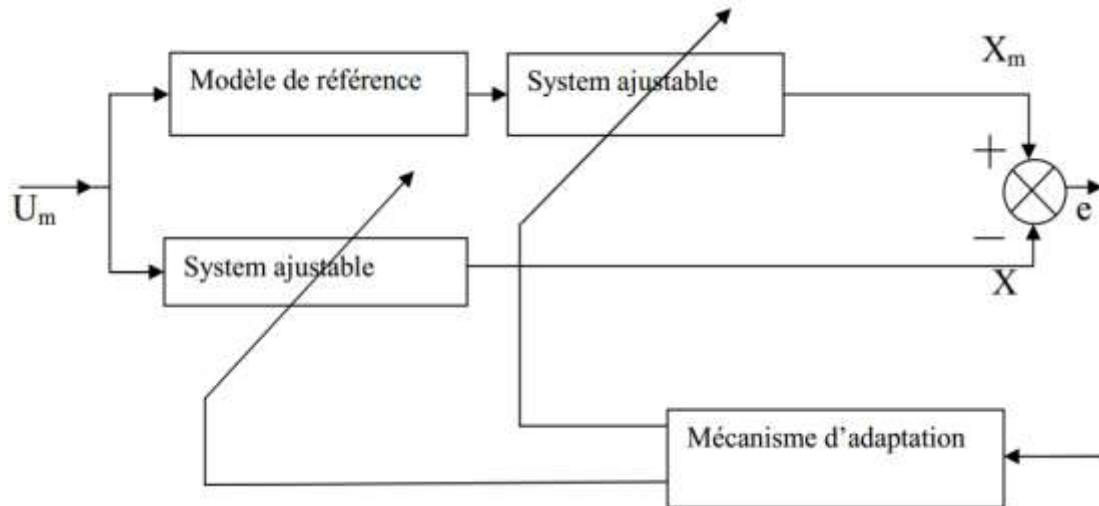 Modèle de référence
System ajustable
Xm
+
Um
e
−
System ajustable
X
Mécanisme d'adaptation